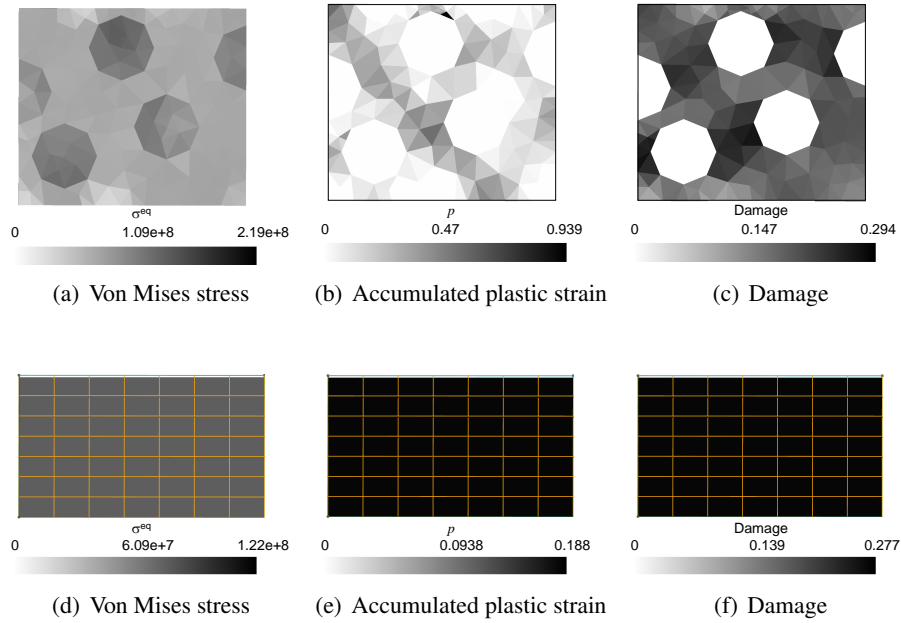 σeq p Damage
0 1.09e+8 2.19e+8 0 0.47 0.939 0 0.147 0.294
(a) Von Mises stress (b) Accumulated plastic strain (c) Damage
σeq p Damage
0 6.09e+7 1.22e+8 0 0.0938 0.188 0 0.139 0.277
(d) Von Mises stress (e) Accumulated plastic strain (f) Damage